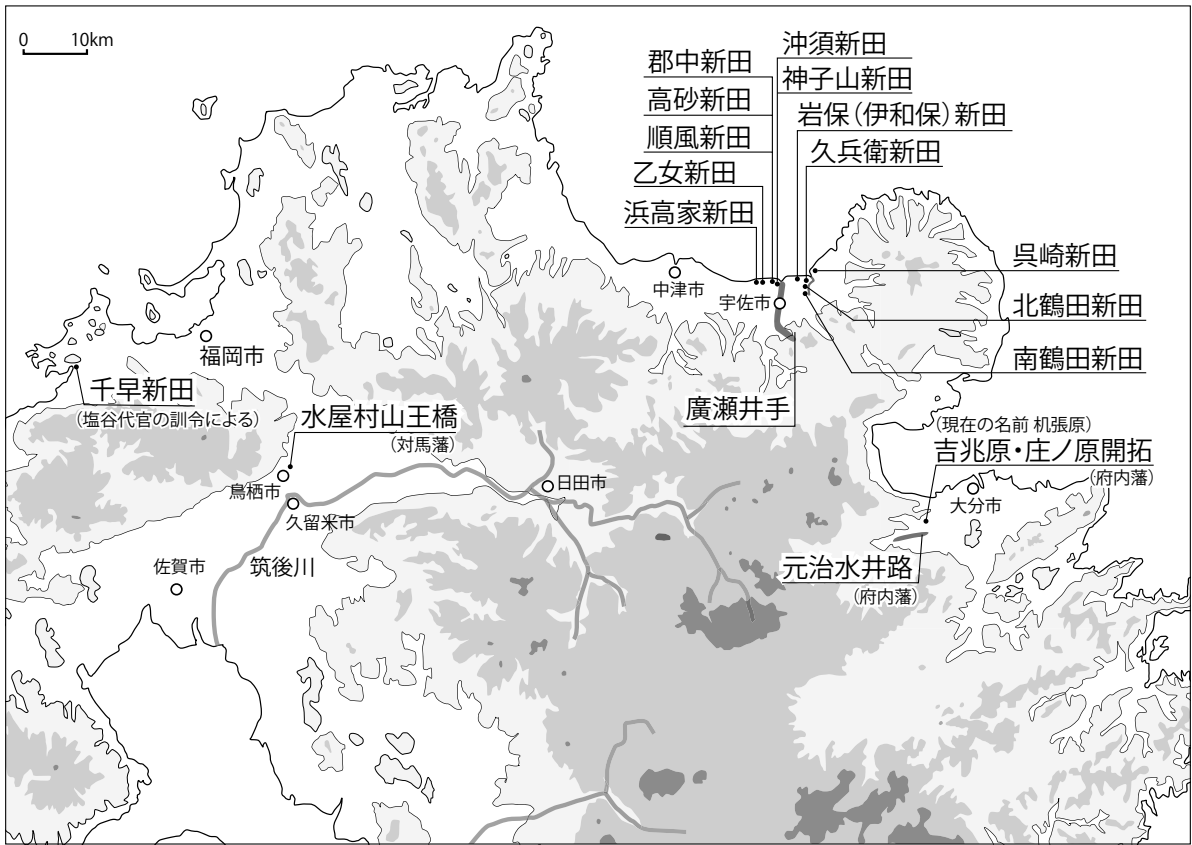 0 10km
沖須新田
郡中新田
神子山新田
高砂新田
岩保(伊和保)新田
順風新田
久兵衛新田
乙女新田
浜高家新田
呉崎新田
中津市
宇佐市
北鶴田新田
福岡市
南鶴田新田
千早新田
(塩谷代官の訓令による)
廣瀬井手
水屋村山王橋
(対馬藩)
(現在の名前 机張原)
吉兆原・庄ノ原開拓
(府内藩)
鳥栖市
日田市
大分市
久留米市
佐賀市
筑後川
元治水井路
(府内藩)